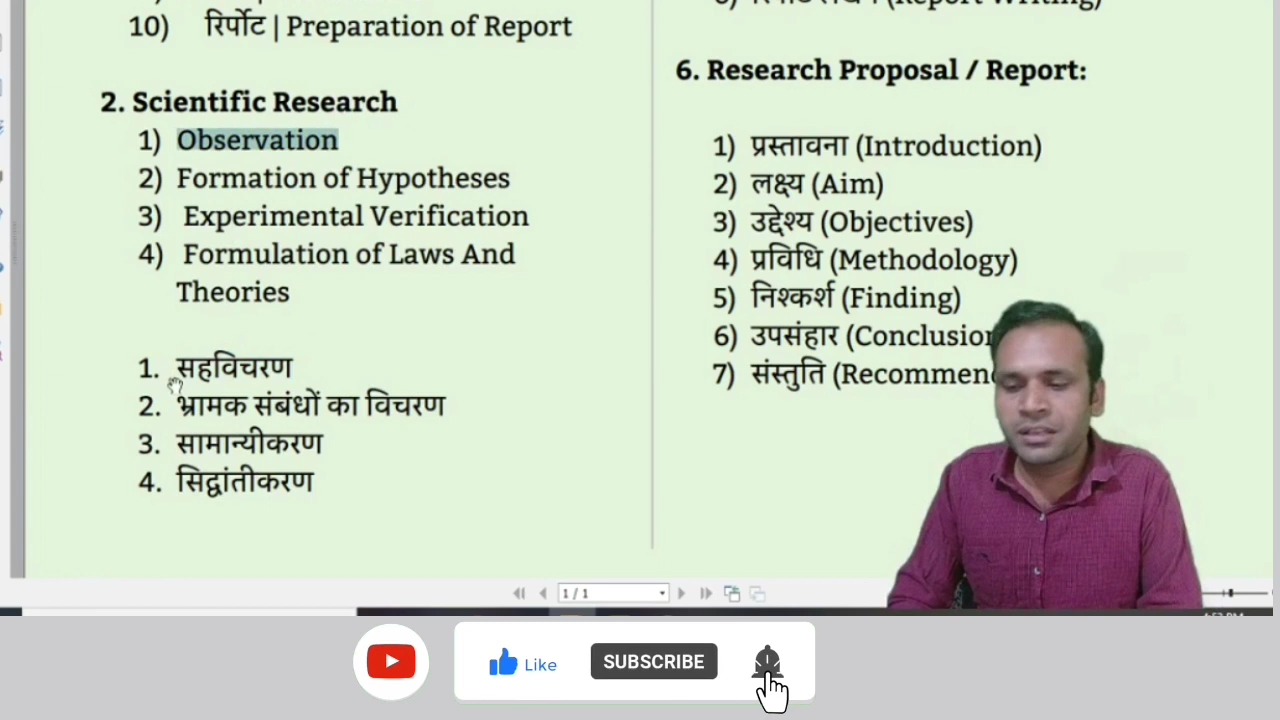 10) रिर्पोट | Preparation of Report
2. Scientific Research
1) Observation
2) Formation of Hypotheses
3) Experimental Verification
4) Formulation of Laws And
Theories
1. सहविचरण
2. भ्रामक संबंधों का विचरण
3. सामान्यीकरण
4. सिद्वांतीकरण
(Report Writing)
6. Research Proposal / Report:
1) प्रस्तावना (Introduction)
2) लक्ष्य (Aim)
3) उद्देश्य (Objectives)
4) प्रविधि (Methodology)
5) निश्कर्श (Finding)
6) उपसंहार (Conclusion
7) संस्तुति (Recommen
1 / 1
Like
SUBSCRIBE